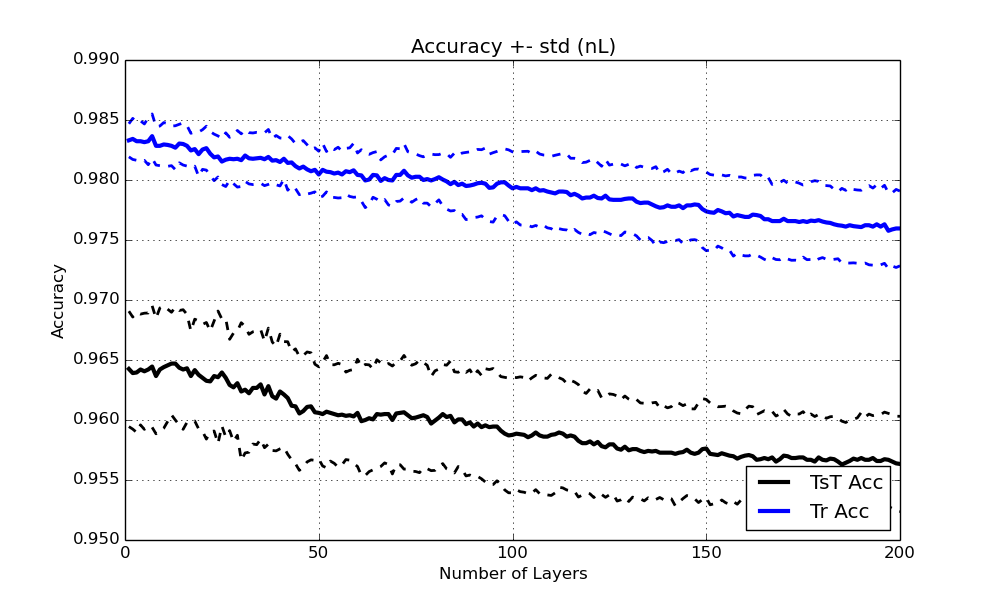 Accuracy +- std (nL)
0.990
0.985
0.980
0.975
0.970
0.965
0.960
0.955
0.950
Accuracy
TsT Acc
Tr Acc
0 50 100 150 200
Number of Layers